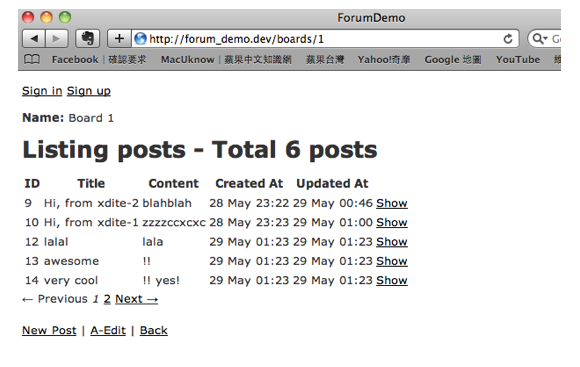 ForumDemo
http://forum_demo.dev/boards/1
Facebook | 確認要求 MacUknow | 蘋果中文知識網 蘋果台灣 Yahoo!奇摩 Google 地圖 YouTube
Sign in Sign up
Name: Board 1
Listing posts - Total 6 posts
ID Title Content Created At Updated At
9 Hi, from xdite-2 blahblah 28 May 23:22 29 May 00:46 Show
10 Hi, from xdite-1 zzzzccxcxc 28 May 23:23 29 May 01:00 Show
12 lalal lala 29 May 01:23 29 May 01:23 Show
13 awesome !! 29 May 01:23 29 May 01:23 Show
14 very cool !! yes! 29 May 01:23 29 May 01:23 Show
← Previous 1 2 Next →
New Post | A-Edit | Back